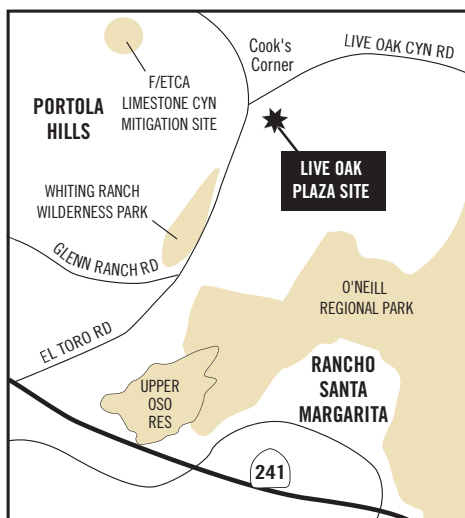 Cook's
Corner
LIVE OAK CYN RD
F/ETCA
LIMESTONE CYN
MITIGATION SITE
PORTOLA
HILLS
LIVE OAK
PLAZA SITE
WHITING RANCH
WILDERNESS PARK
GLENN RANCH RD
O'NEILL
REGIONAL PARK
EL TORO RD
UPPER
OSO
RES
RANCHO
SANTA
MARGARITA
241